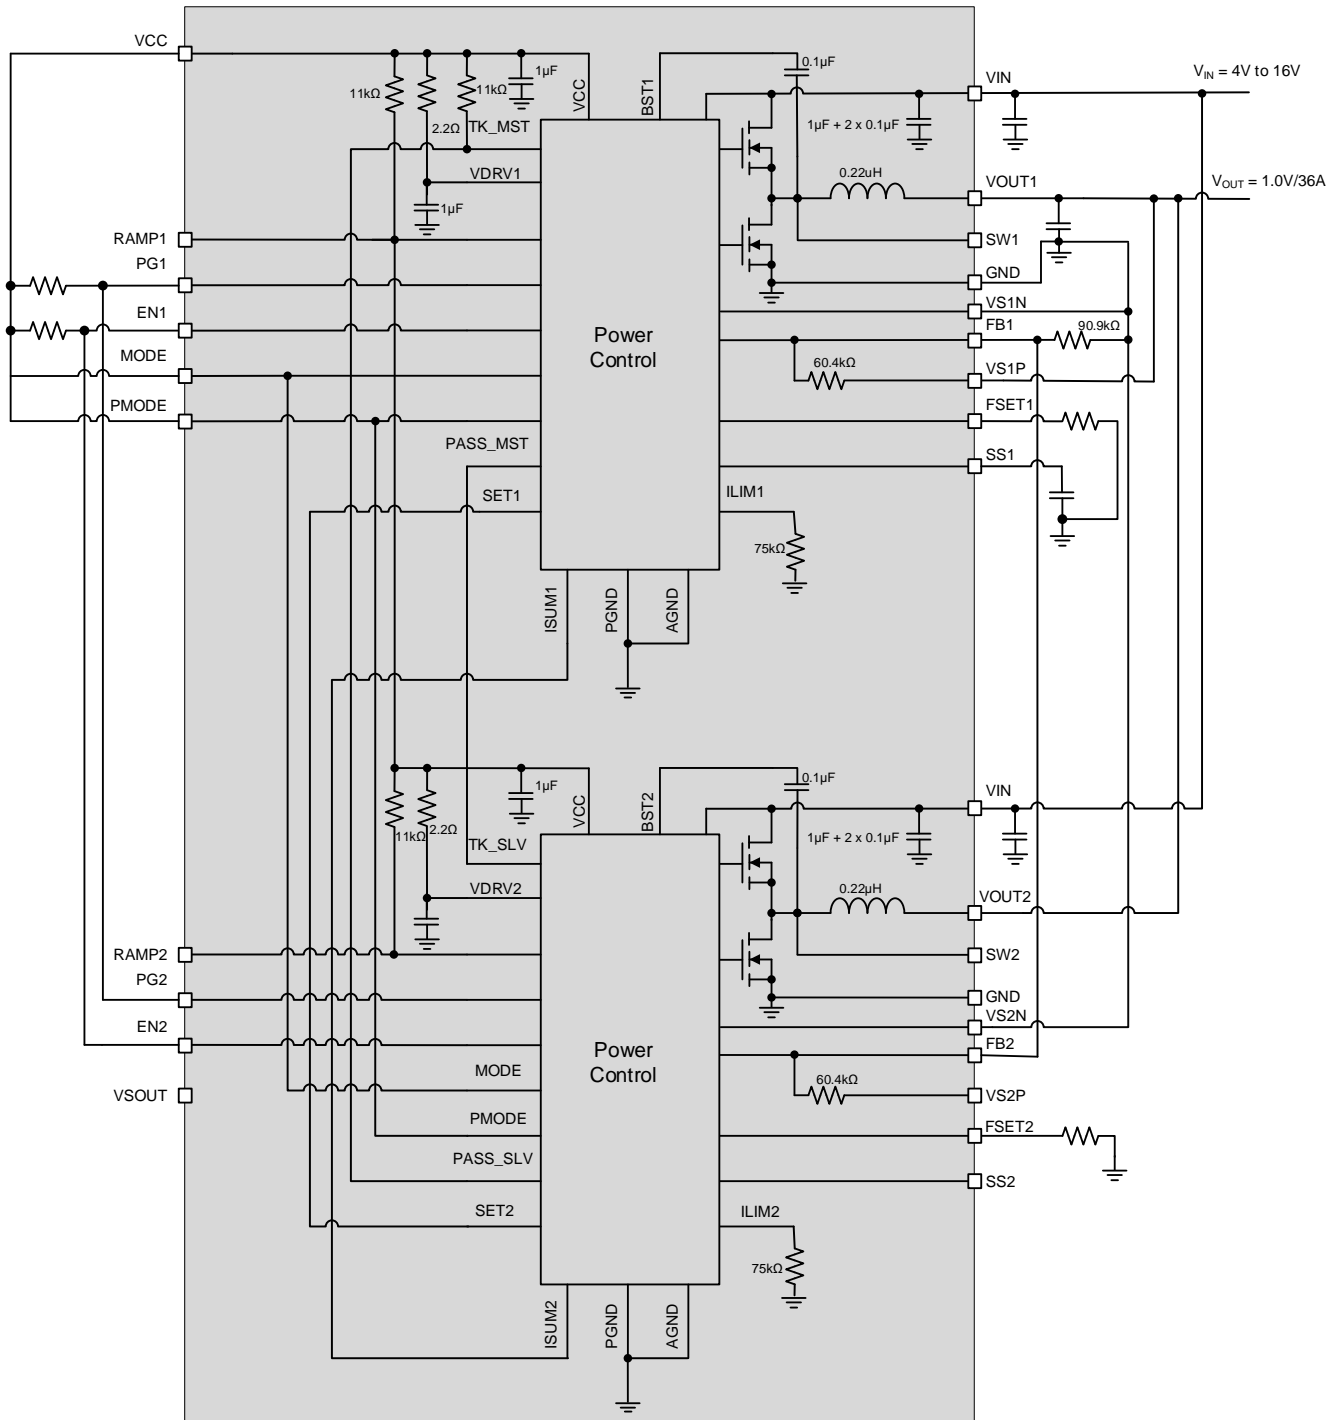 VCC
1µF
11kΩ
11kΩ
2.2Ω
VCC
BST1
0.1µF
VIN
V_IN = 4V to 16V
1µF + 2 x 0.1µF
TK_MST
VDRV1
1µF
0.22uH
VOUT1
V_OUT = 1.0V/36A
RAMP1
SW1
PG1
GND
EN1
VS1N
Power
Control
FB1
90.9kΩ
MODE
60.4kΩ
VS1P
PMODE
FSET1
PASS_MST
SS1
SET1
ILIM1
75kΩ
ISUM1
PGND
AGND
1µF
11kΩ
2.2Ω
VCC
BST2
0.1µF
VIN
1µF + 2 x 0.1µF
TK_SLV
VDRV2
0.22µH
VOUT2
RAMP2
SW2
PG2
GND
VS2N
EN2
FB2
Power
Control
MODE
60.4kΩ
VSOUT
VS2P
PMODE
FSET2
PASS_SLV
SS2
SET2
ILIM2
75kΩ
ISUM2
PGND
AGND